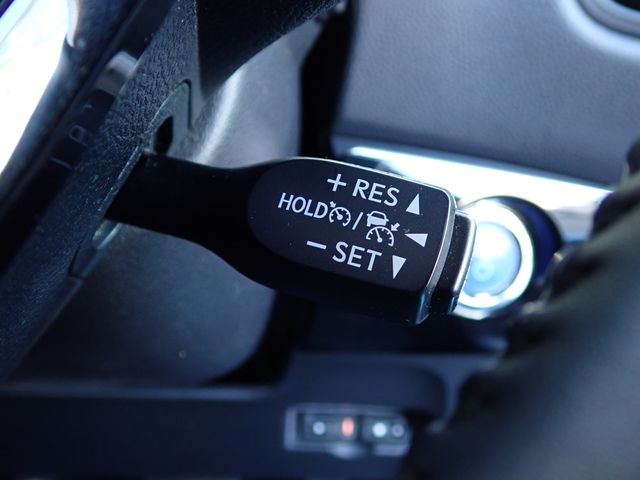 + RES ▲
HOLD / ◀
− SET ▼